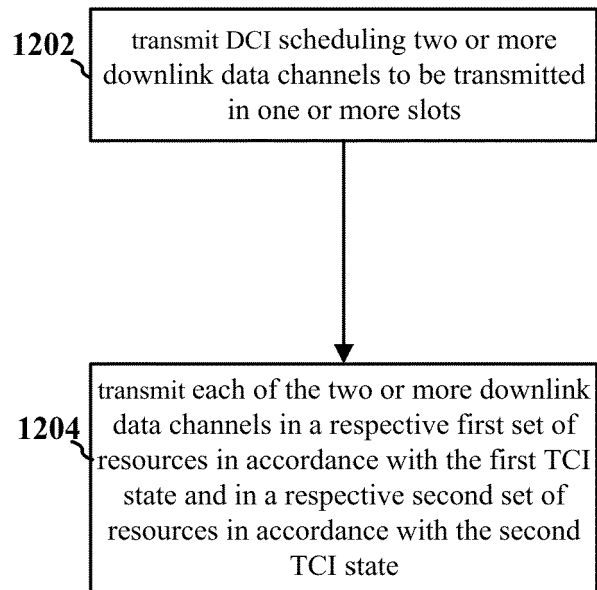 1202
transmit DCI scheduling two or more
downlink data channels to be transmitted
in one or more slots
1204
transmit each of the two or more downlink
data channels in a respective first set of
resources in accordance with the first TCI
state and in a respective second set of
resources in accordance with the second
TCI state